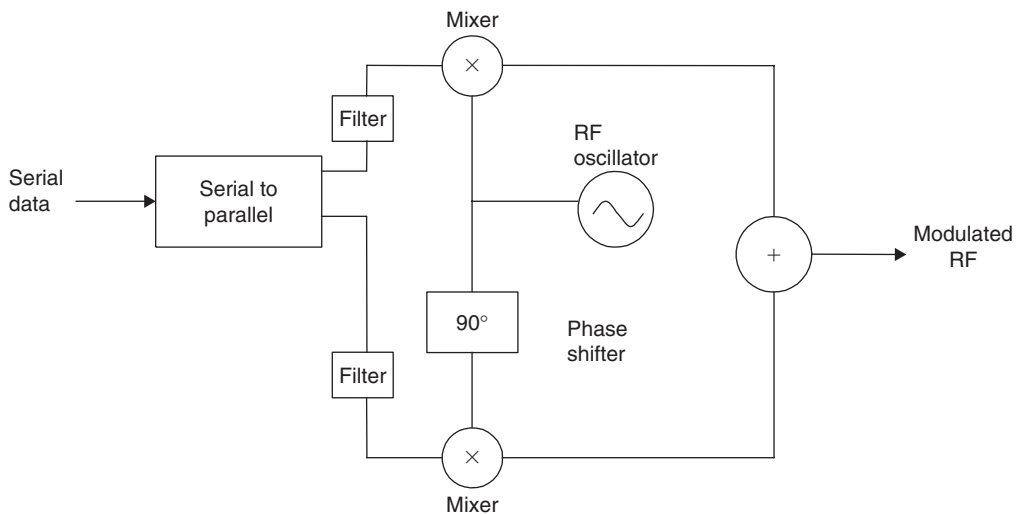 Mixer
×
Filter
RF
oscillator
Serial
data
Serial to
parallel
+
Modulated
RF
90°
Phase
shifter
Filter
×
Mixer